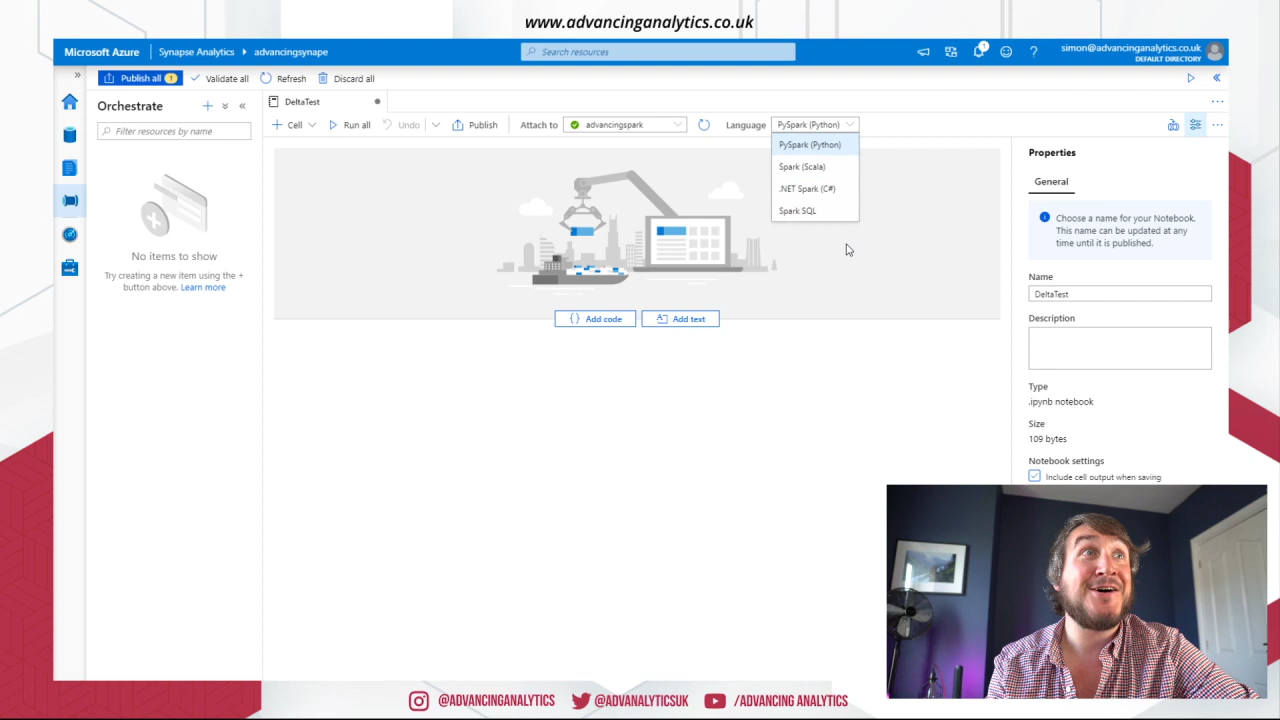 www.advancinganalytics.co.uk
Microsoft Azure
Synapse Analytics
advancingsynape
Search resources
1
?
simon@advancinganalytics.co.uk
DEFAULT DIRECTORY
Publish all 1
Validate all
Refresh
Discard all
Orchestrate
Filter resources by name
No items to show
Try creating a new item using the +
button above. Learn more
DeltaTest
Cell
Run all
Undo
Publish
Attach to
advancingspark
Language
PySpark (Python)
PySpark (Python)
Spark (Scala)
.NET Spark (C#)
Spark SQL
{} Add code
Add text
Properties
General
Choose a name for your Notebook.
This name can be updated at any
time until it is published.
Name
DeltaTest
Description
Type
.ipynb notebook
Size
109 bytes
Notebook settings
Include cell output when saving
@ADVANCINGANALYTICS
@ADVANALYTICSUK
/ADVANCING ANALYTICS